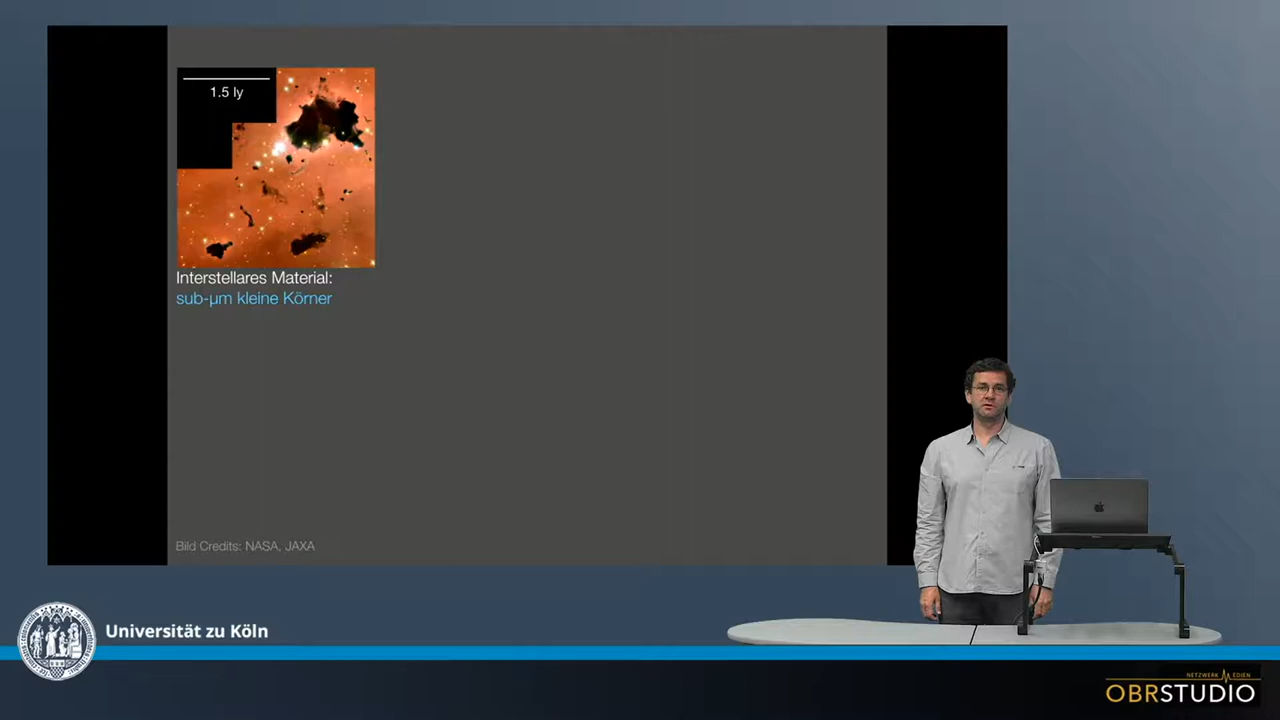 1.5 ly
Interstellares Material:
sub-µm kleine Körner
Bild Credits: NASA, JAXA
Universität zu Köln
NETZWERK MEDIEN
OBRSTUDIO